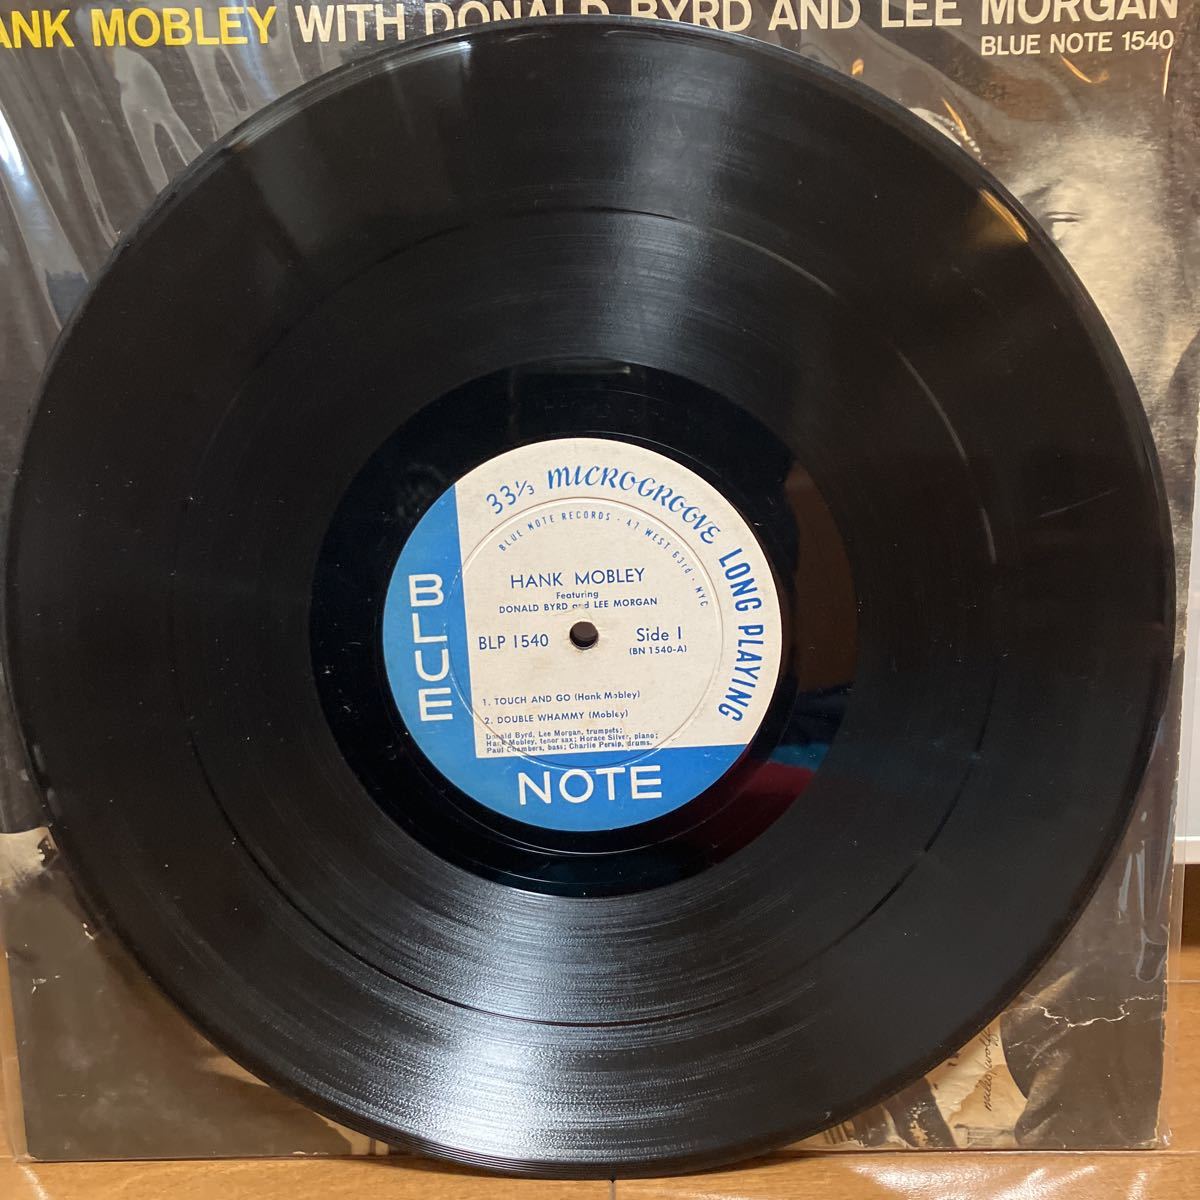 ANK MOBLEY WITH DONALD BYRD AND LEE MORGAN
BLUE NOTE 1540
33⅓ MICROGROOVE LONG PLAYING
BLUE NOTE RECORDS · 47 WEST 63rd · NYC
HANK MOBLEY
Featuring
DONALD BYRD and LEE MORGAN
BLP 1540
Side 1
(BN 1540-A)
1. TOUCH AND GO (Hank Mobley)
2. DOUBLE WHAMMY (Mobley)
Donald Byrd, Lee Morgan, trumpets;
Hank Mobley, tenor sax; Horace Silver, piano;
Paul Chambers, bass; Charlie Persip, drums.
BLUE
NOTE